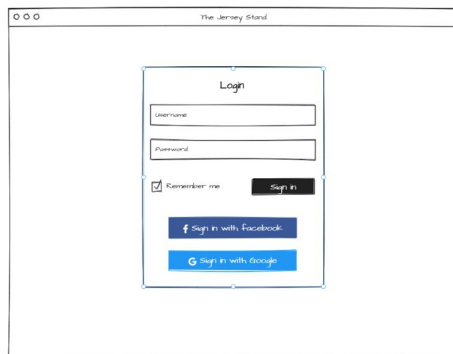 The Jersey Stand
Login
Username
Password
Remember me
Sign in
Sign in with facebook
Sign in with Google